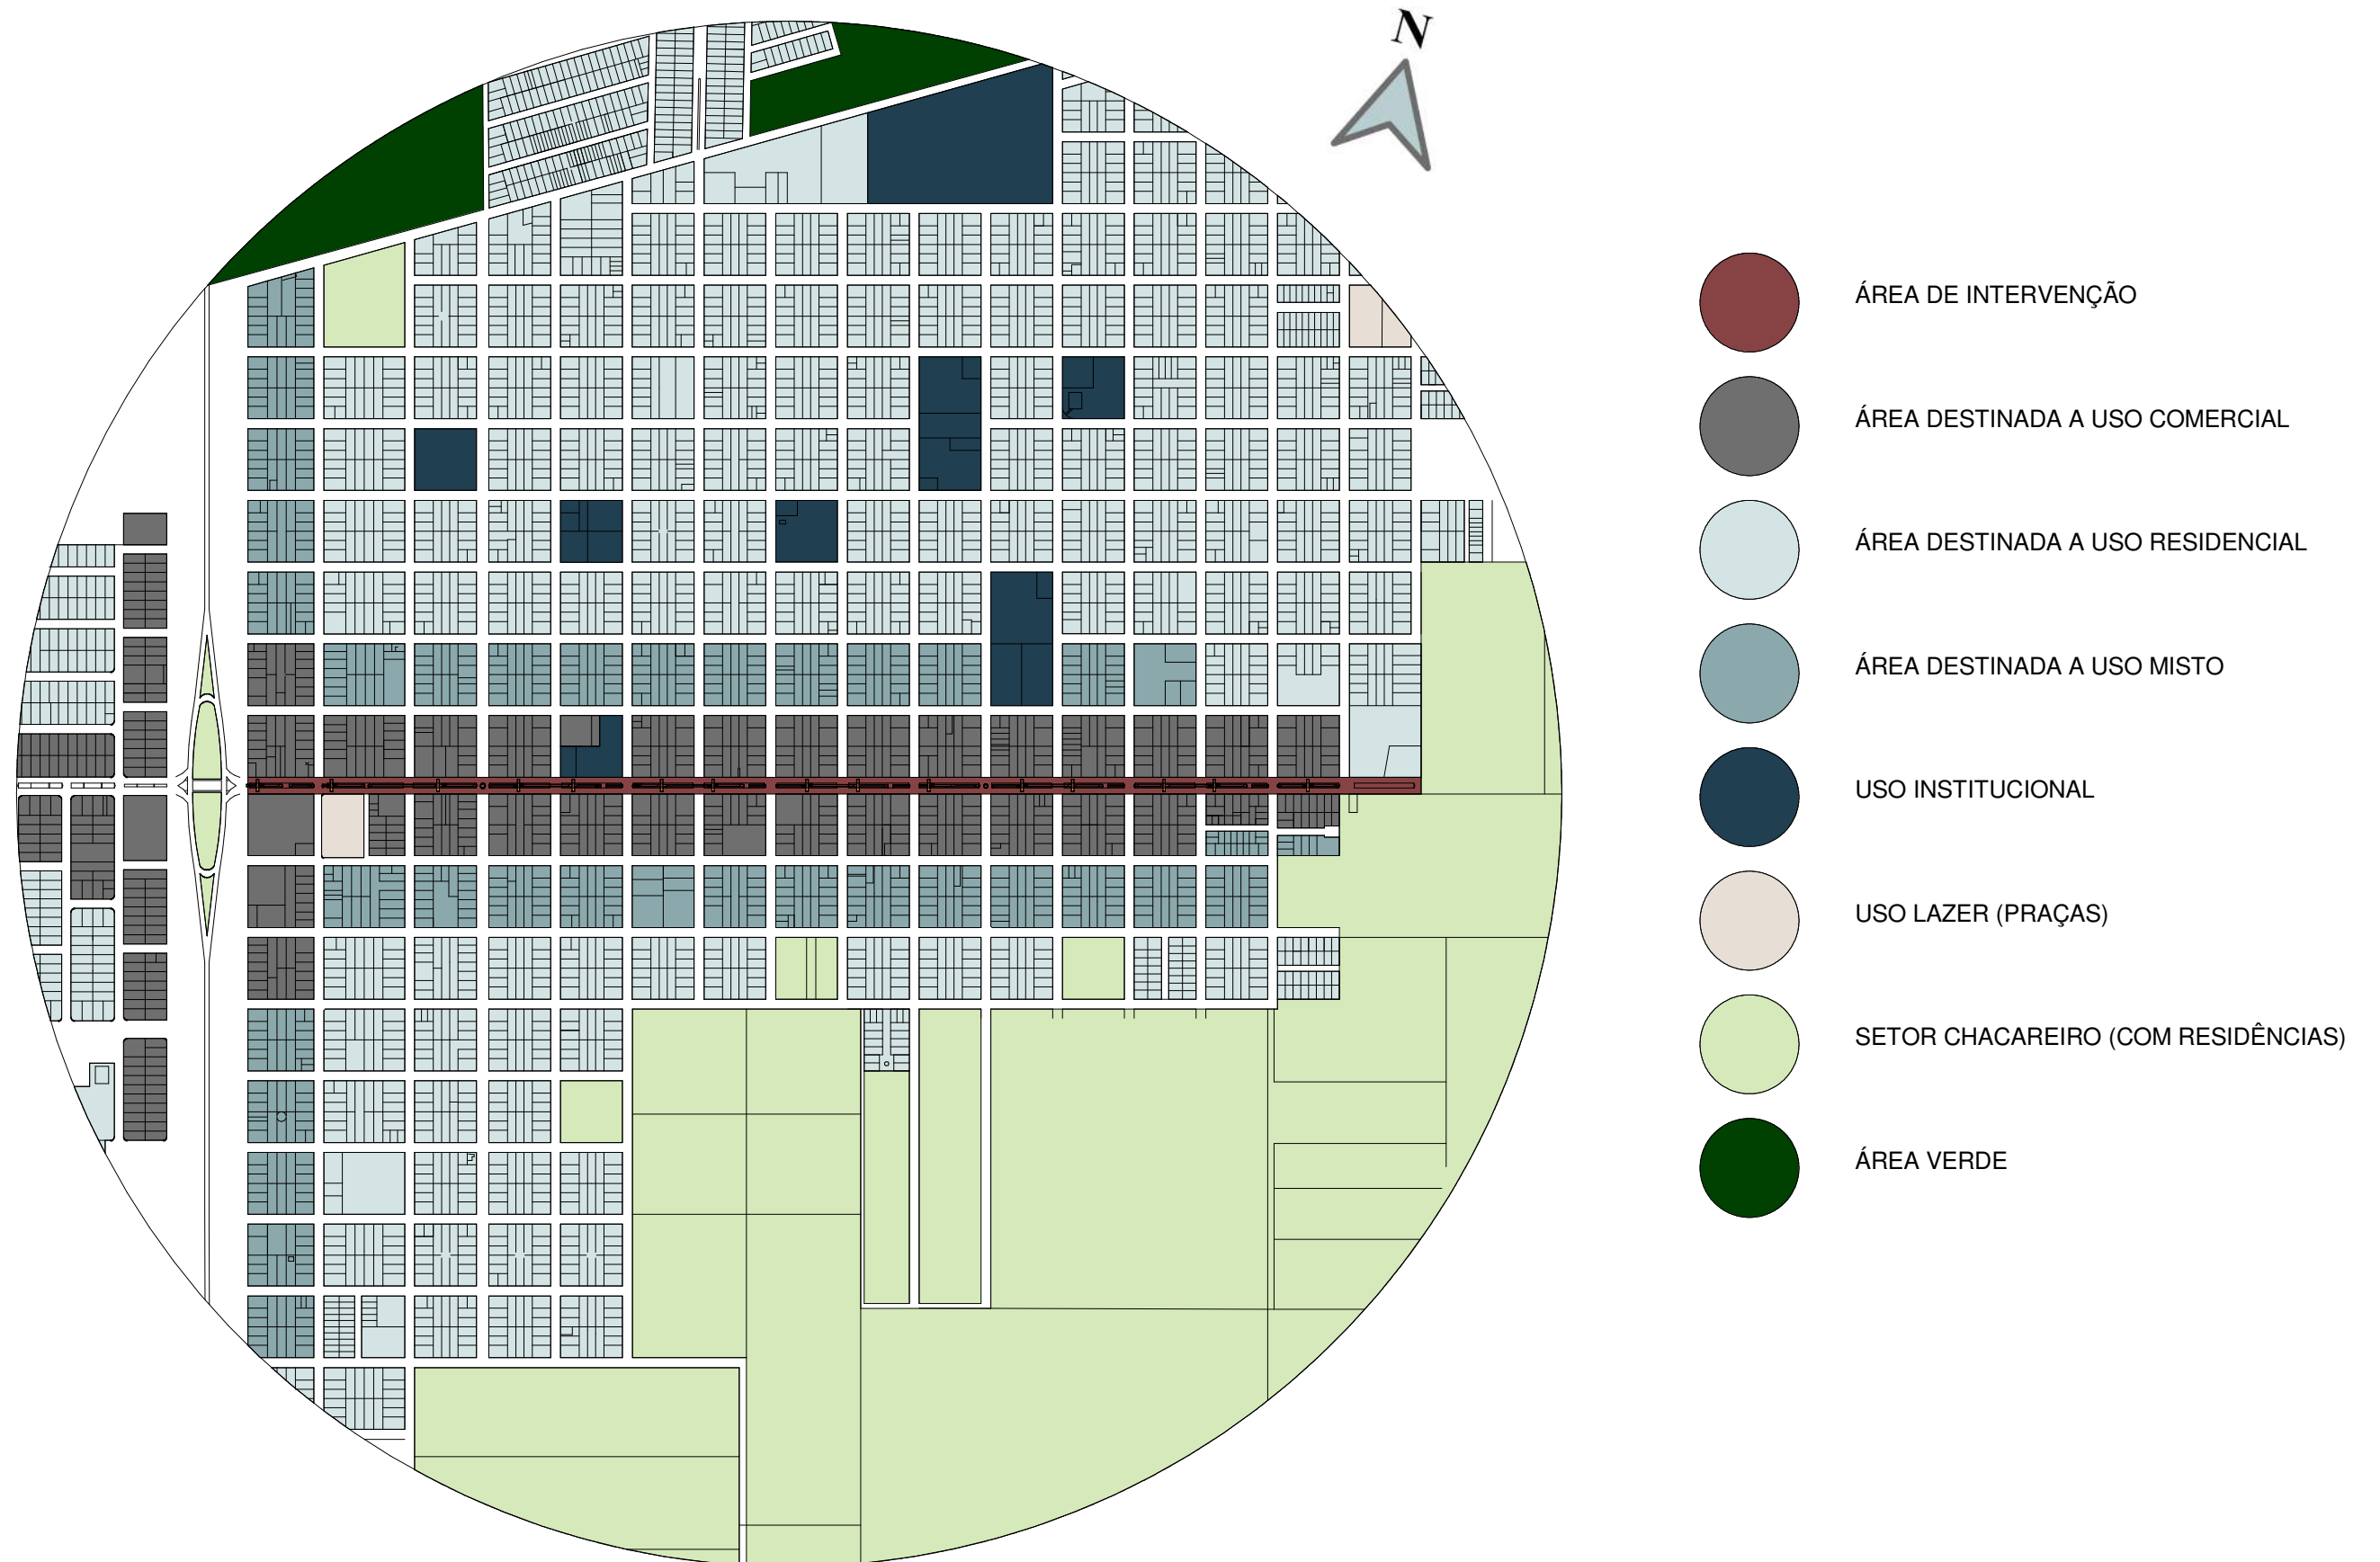 N
ÁREA DE INTERVENÇÃO
ÁREA DESTINADA A USO COMERCIAL
ÁREA DESTINADA A USO RESIDENCIAL
ÁREA DESTINADA A USO MISTO
USO INSTITUCIONAL
USO LAZER (PRAÇAS)
SETOR CHACAREIRO (COM RESIDÊNCIAS)
ÁREA VERDE